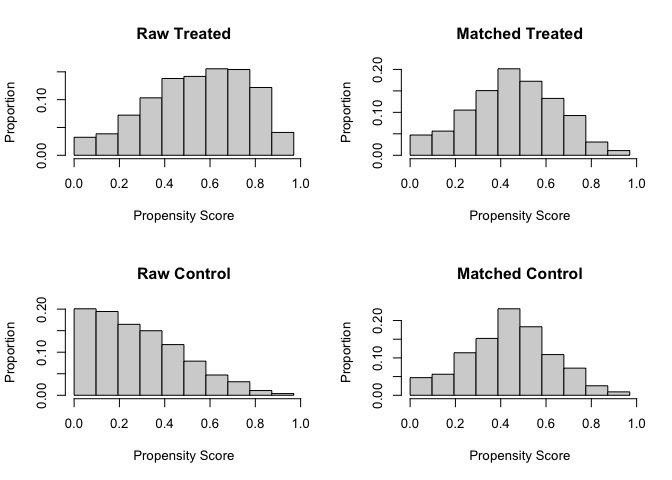 Raw Treated
Proportion
0.00 0.10
0.0 0.2 0.4 0.6 0.8 1.0
Propensity Score
Matched Treated
Proportion
0.00 0.10 0.20
0.0 0.2 0.4 0.6 0.8 1.0
Propensity Score
Raw Control
Proportion
0.00 0.10 0.20
0.0 0.2 0.4 0.6 0.8 1.0
Propensity Score
Matched Control
Proportion
0.00 0.10 0.20
0.0 0.2 0.4 0.6 0.8 1.0
Propensity Score